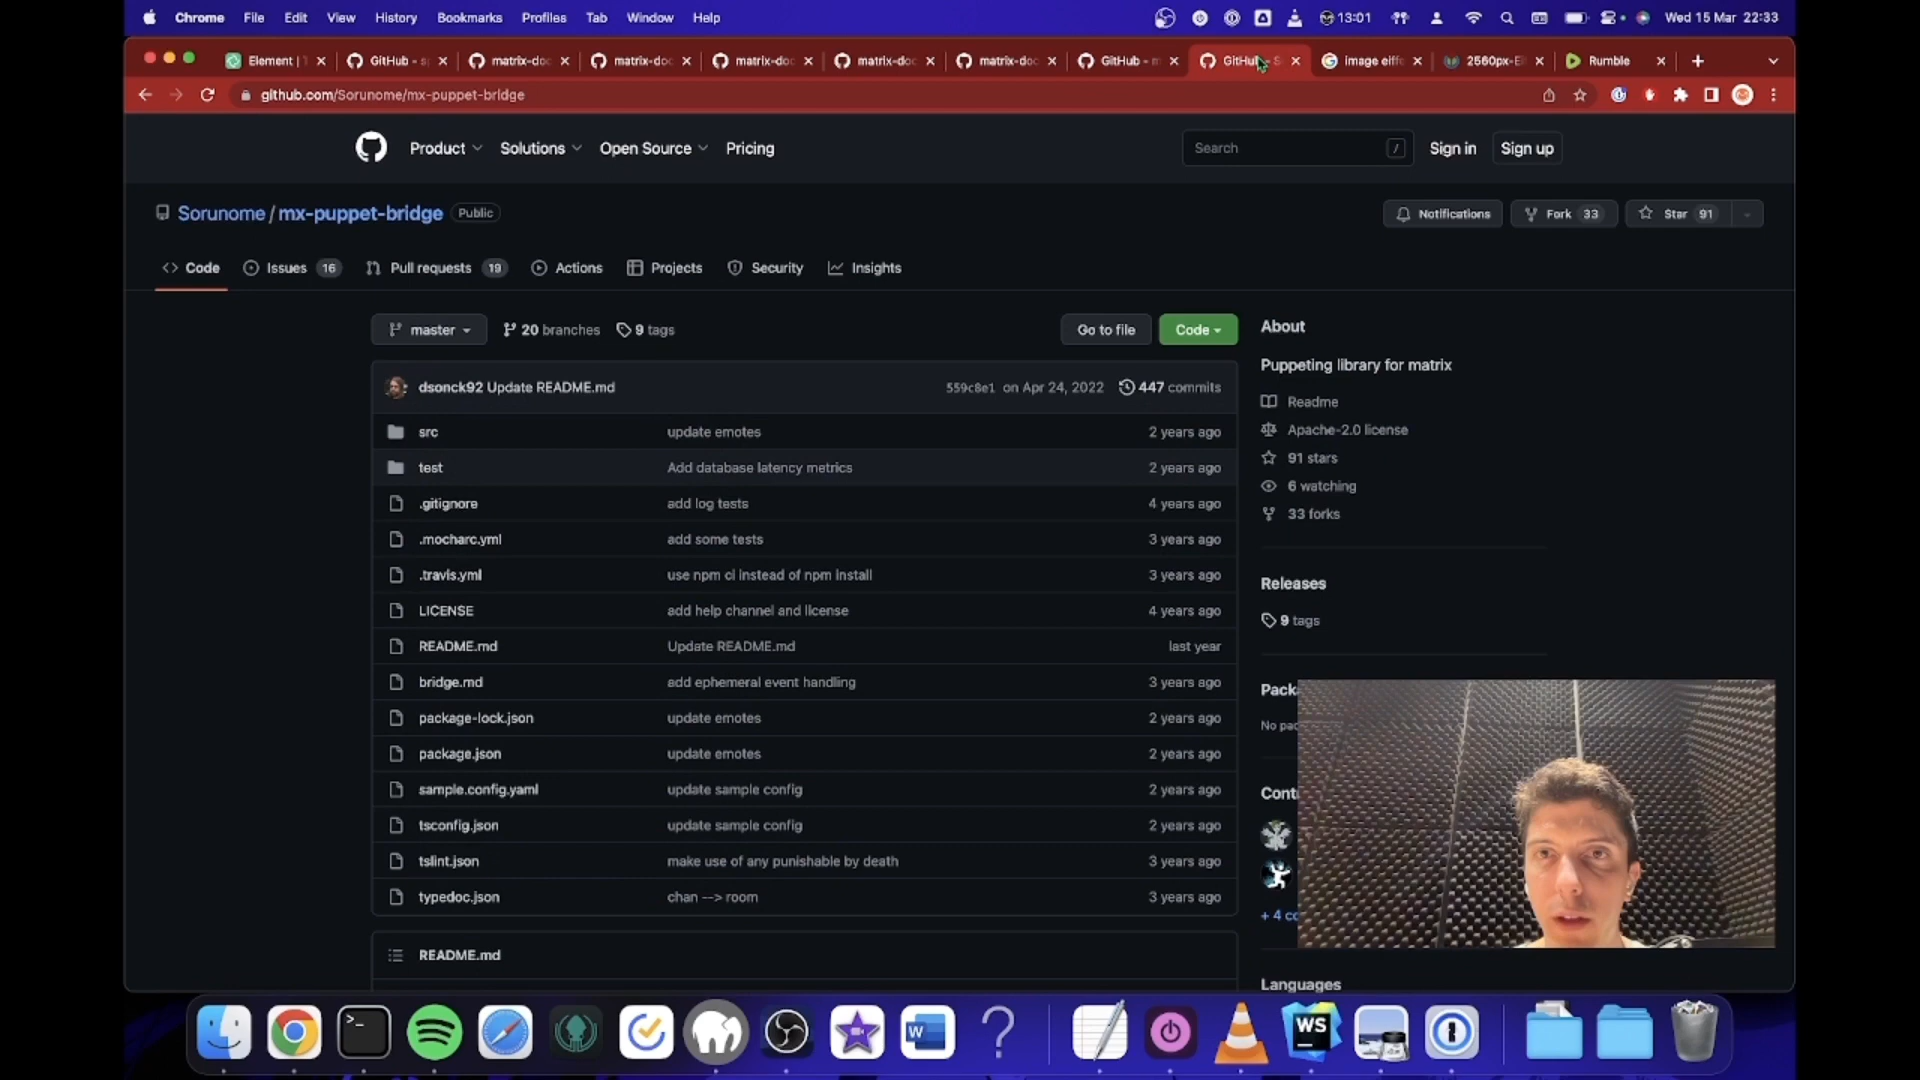 Chrome File Edit View History Bookmarks Profiles Tab Window Help
13:01
Wed 15 Mar 22:33
Element |
GitHub -
matrix-doc
matrix-doc
matrix-doc
matrix-doc
matrix-doc
GitHub -
GitHub
image eiffe
2560px-
Rumble
github.com/Sorunome/mx-puppet-bridge
Product
Solutions
Open Source
Pricing
Search /
Sign in
Sign up
Sorunome / mx-puppet-bridge Public
Notifications
Fork 33
Star 91
Code
Issues 16
Pull requests 19
Actions
Projects
Security
Insights
master
20 branches
9 tags
Go to file
Code
dsonck92 Update README.md 559c8e1 on Apr 24, 2022 447 commits
src update emotes 2 years ago
test Add database latency metrics 2 years ago
.gitignore add log tests 4 years ago
.mocharc.yml add some tests 3 years ago
.travis.yml use npm ci instead of npm install 3 years ago
LICENSE add help channel and license 4 years ago
README.md Update README.md last year
bridge.md add ephemeral event handling 3 years ago
package-lock.json update emotes 2 years ago
package.json update emotes 2 years ago
sample.config.yaml update sample config 2 years ago
tsconfig.json update sample config 2 years ago
tslint.json make use of any punishable by death 3 years ago
typedoc.json chan --> room 3 years ago
README.md
About
Puppeting library for matrix
Readme
Apache-2.0 license
91 stars
6 watching
33 forks
Releases
9 tags
Pack
No pac
Cont
+ 4 co
Languages
W
WS